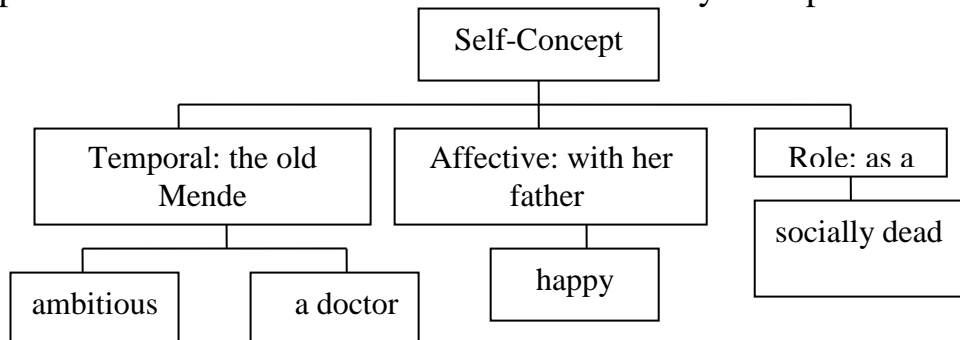 Self-Concept
Temporal: the old
Mende
Affective: with her
father
Role: as a
socially dead
happy
ambitious
a doctor